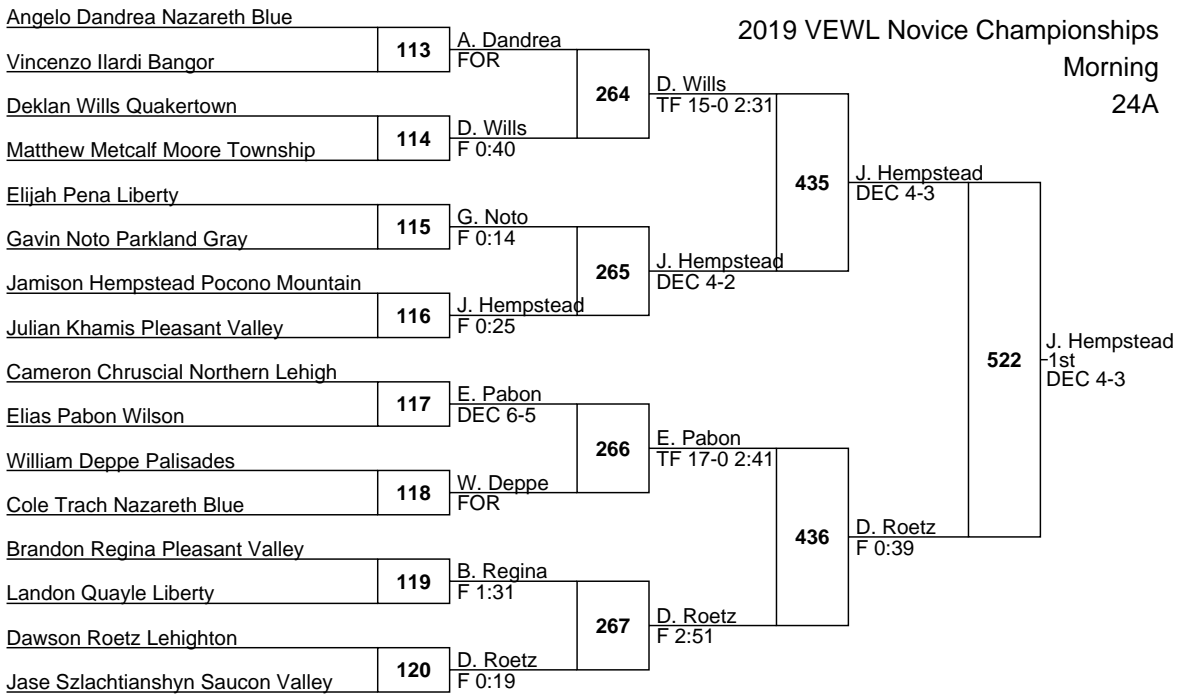 2019 VEWL Novice Championships
Morning
24A
Angelo Dandrea Nazareth Blue
113
Vincenzo Ilardi Bangor
A. Dandrea
FOR
Deklan Wills Quakertown
114
Matthew Metcalf Moore Township
D. Wills
F 0:40
264
D. Wills
TF 15-0 2:31
Elijah Pena Liberty
115
Gavin Noto Parkland Gray
G. Noto
F 0:14
Jamison Hempstead Pocono Mountain
116
Julian Khamis Pleasant Valley
J. Hempstead
F 0:25
265
J. Hempstead
DEC 4-2
435
J. Hempstead
DEC 4-3
Cameron Chruscial Northern Lehigh
117
Elias Pabon Wilson
E. Pabon
DEC 6-5
William Deppe Palisades
118
Cole Trach Nazareth Blue
W. Deppe
FOR
266
E. Pabon
TF 17-0 2:41
Brandon Regina Pleasant Valley
119
Landon Quayle Liberty
B. Regina
F 1:31
Dawson Roetz Lehighton
120
Jase Szlachtianshyn Saucon Valley
D. Roetz
F 0:19
267
D. Roetz
F 2:51
436
D. Roetz
F 0:39
522
J. Hempstead
1st
DEC 4-3